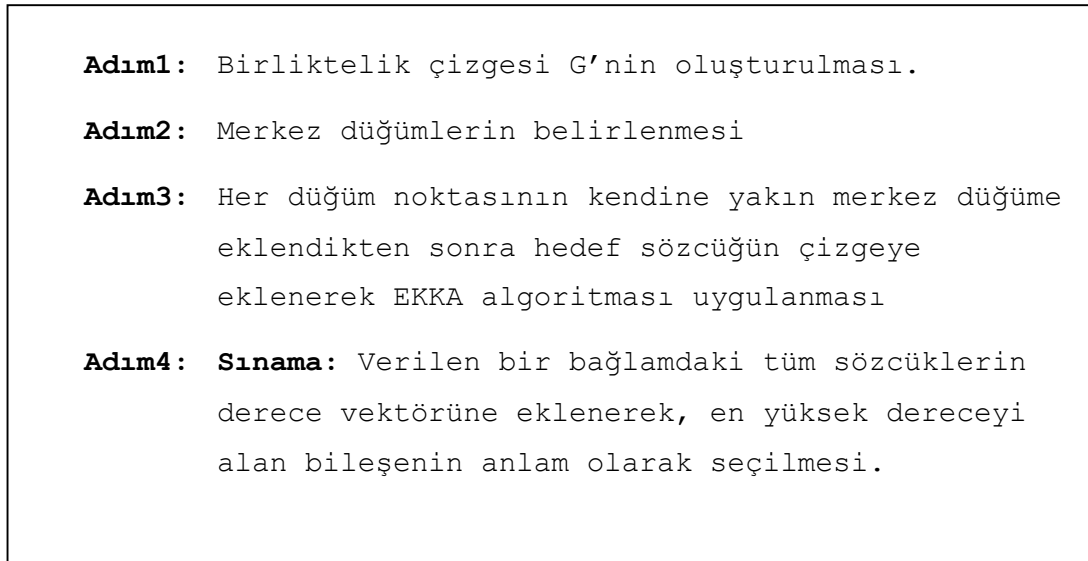 Adım1: Birliktelik çizgesi G’nin oluşturulması.
Adım2: Merkez düğümlerin belirlenmesi
Adım3: Her düğüm noktasının kendine yakın merkez düğüme
eklendikten sonra hedef sözcüğün çizgeye
eklenerek EKKA algoritması uygulanması
Adım4: Sınama: Verilen bir bağlamdaki tüm sözcüklerin
derece vektörüne eklenerek, en yüksek dereceyi
alan bileşenin anlam olarak seçilmesi.